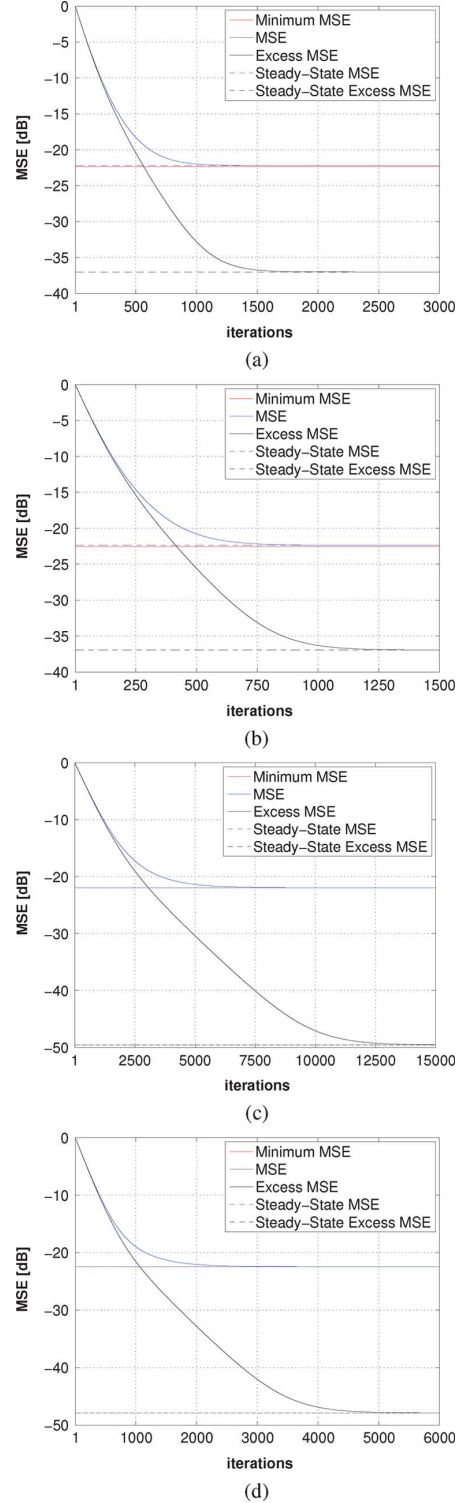 0
−5
−10
−15
−20
−25
−30
−35
−40
MSE [dB]
Minimum MSE
MSE
Excess MSE
Steady−State MSE
Steady−State Excess MSE
1 500 1000 1500 2000 2500 3000
iterations
(a)
0
−5
−10
−15
−20
−25
−30
−35
−40
MSE [dB]
Minimum MSE
MSE
Excess MSE
Steady−State MSE
Steady−State Excess MSE
1 250 500 750 1000 1250 1500
iterations
(b)
0
−10
−20
−30
−40
−50
MSE [dB]
Minimum MSE
MSE
Excess MSE
Steady−State MSE
Steady−State Excess MSE
1 2500 5000 7500 10000 12500 15000
iterations
(c)
0
−10
−20
−30
−40
−50
MSE [dB]
Minimum MSE
MSE
Excess MSE
Steady−State MSE
Steady−State Excess MSE
1 1000 2000 3000 4000 5000 6000
iterations
(d)